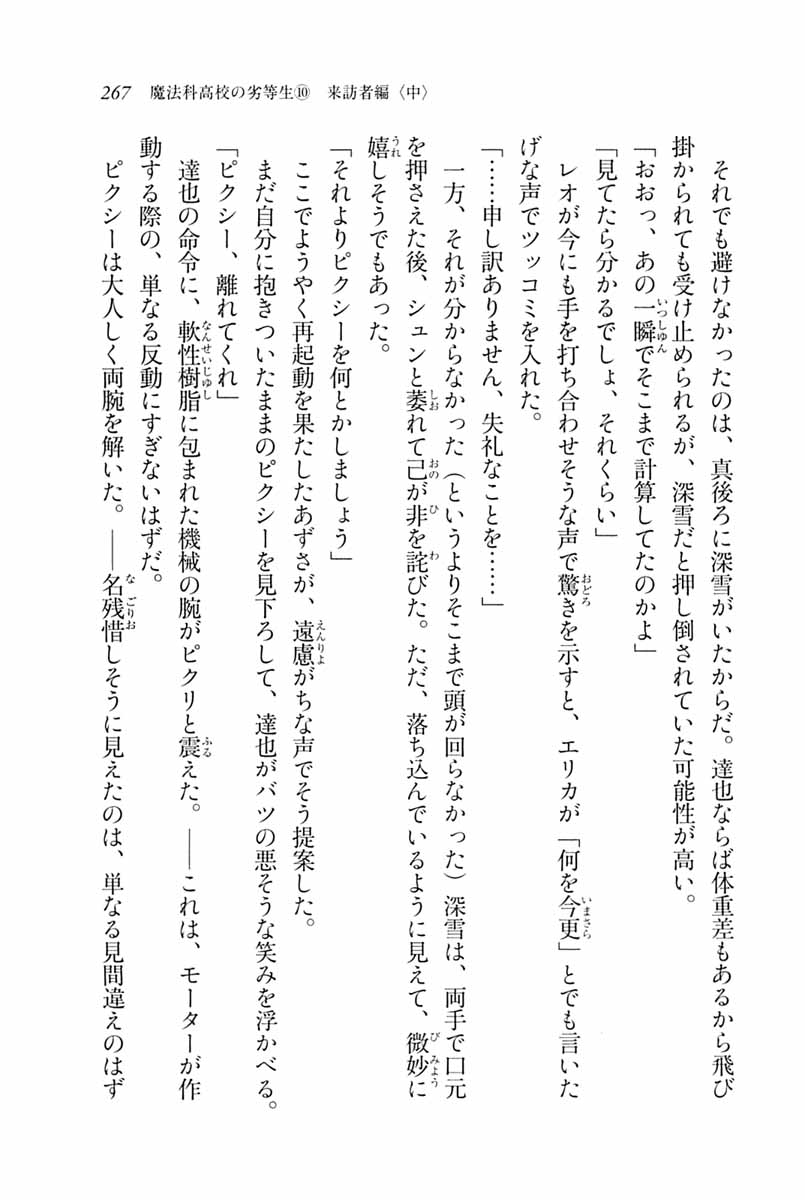 267　魔法科高校の劣等生⑩　来訪者編〈中〉
　それでも避けなかったのは、真後ろに深雪がいたからだ。達也ならば体重差もあるから飛び
掛かられても受け止められるが、深雪だと押し倒されていた可能性が高い。
「おおっ、あの一瞬でそこまで計算してたのかよ」
「見てたら分かるでしょ、それくらい」
　レオが今にも手を打ち合わせそうな声で驚きを示すと、エリカが「何を今更」とでも言いた
げな声でツッコミを入れた。
「……申し訳ありません、失礼なことを……」
　一方、それが分からなかった（というよりそこまで頭が回らなかった）深雪は、両手で口元
を押さえた後、シュンと萎れて己が非を詫びた。ただ、落ち込んでいるように見えて、微妙に
嬉しそうでもあった。
「それよりピクシーを何とかしましょう」
　ここでようやく再起動を果たしたあずさが、遠慮がちな声でそう提案した。
　まだ自分に抱きついたままのピクシーを見下ろして、達也がバツの悪そうな笑みを浮かべる。
「ピクシー、離れてくれ」
　達也の命令に、軟性樹脂に包まれた機械の腕がピクリと震えた。――これは、モーターが作
動する際の、単なる反動にすぎないはずだ。
　ピクシーは大人しく両腕を解いた。――名残惜しそうに見えたのは、単なる見間違えのはず